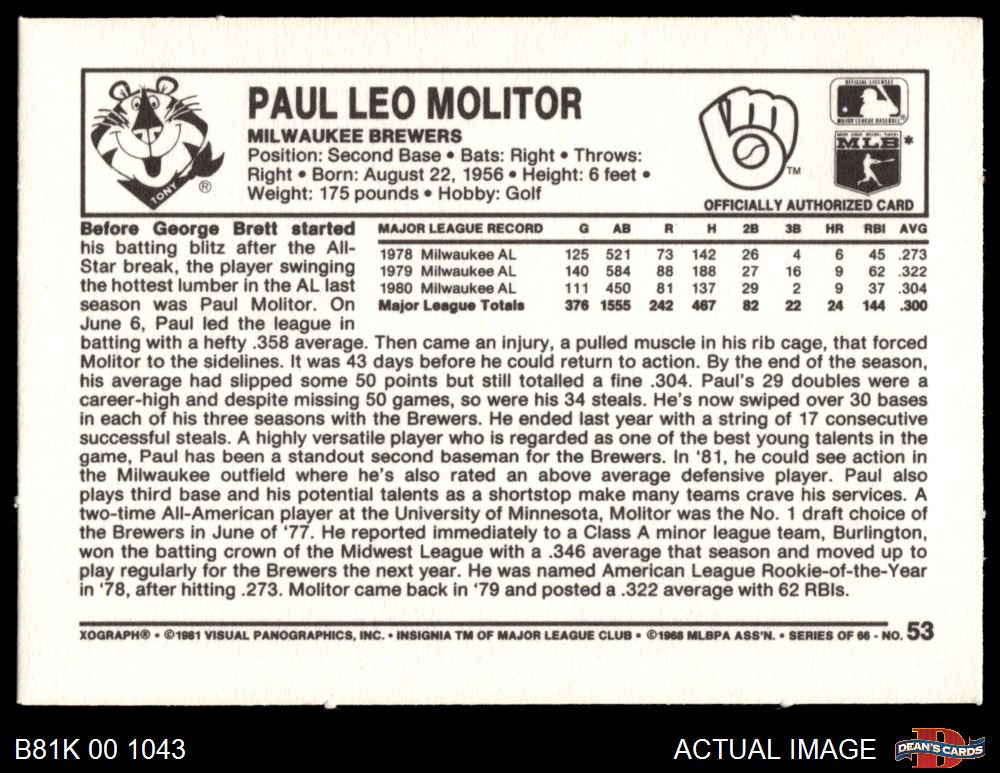 TONY ®
PAUL LEO MOLITOR
MILWAUKEE BREWERS
Position: Second Base • Bats: Right • Throws:
Right • Born: August 22, 1956 • Height: 6 feet •
Weight: 175 pounds • Hobby: Golf
TM
OFFICIAL LICENSEE
MAJOR LEAGUE BASEBALL®
MLB*
OFFICIALLY AUTHORIZED CARD
MAJOR LEAGUE RECORD G AB R H 2B 3B HR RBI AVG
1978 Milwaukee AL 125 521 73 142 26 4 6 45 .273
1979 Milwaukee AL 140 584 88 188 27 16 9 62 .322
1980 Milwaukee AL 111 450 81 137 29 2 9 37 .304
Major League Totals 376 1555 242 467 82 22 24 144 .300
Before George Brett started
his batting blitz after the All-
Star break, the player swinging
the hottest lumber in the AL last
season was Paul Molitor. On
June 6, Paul led the league in
batting with a hefty .358 average. Then came an injury, a pulled muscle in his rib cage, that forced
Molitor to the sidelines. It was 43 days before he could return to action. By the end of the season,
his average had slipped some 50 points but still totalled a fine .304. Paul's 29 doubles were a
career-high and despite missing 50 games, so were his 34 steals. He's now swiped over 30 bases
in each of his three seasons with the Brewers. He ended last year with a string of 17 consecutive
successful steals. A highly versatile player who is regarded as one of the best young talents in the
game, Paul has been a standout second baseman for the Brewers. In '81, he could see action in
the Milwaukee outfield where he's also rated an above average defensive player. Paul also
plays third base and his potential talents as a shortstop make many teams crave his services. A
two-time All-American player at the University of Minnesota, Molitor was the No. 1 draft choice of
the Brewers in June of '77. He reported immediately to a Class A minor league team, Burlington,
won the batting crown of the Midwest League with a .346 average that season and moved up to
play regularly for the Brewers the next year. He was named American League Rookie-of-the-Year
in '78, after hitting .273. Molitor came back in '79 and posted a .322 average with 62 RBIs.
XOGRAPH® • ©1981 VISUAL PANOGRAPHICS, INC. • INSIGNIA TM OF MAJOR LEAGUE CLUB • ©1968 MLBPA ASS'N. • SERIES OF 66 - NO. 53
B81K 00 1043
ACTUAL IMAGE
DEAN'S CARDS